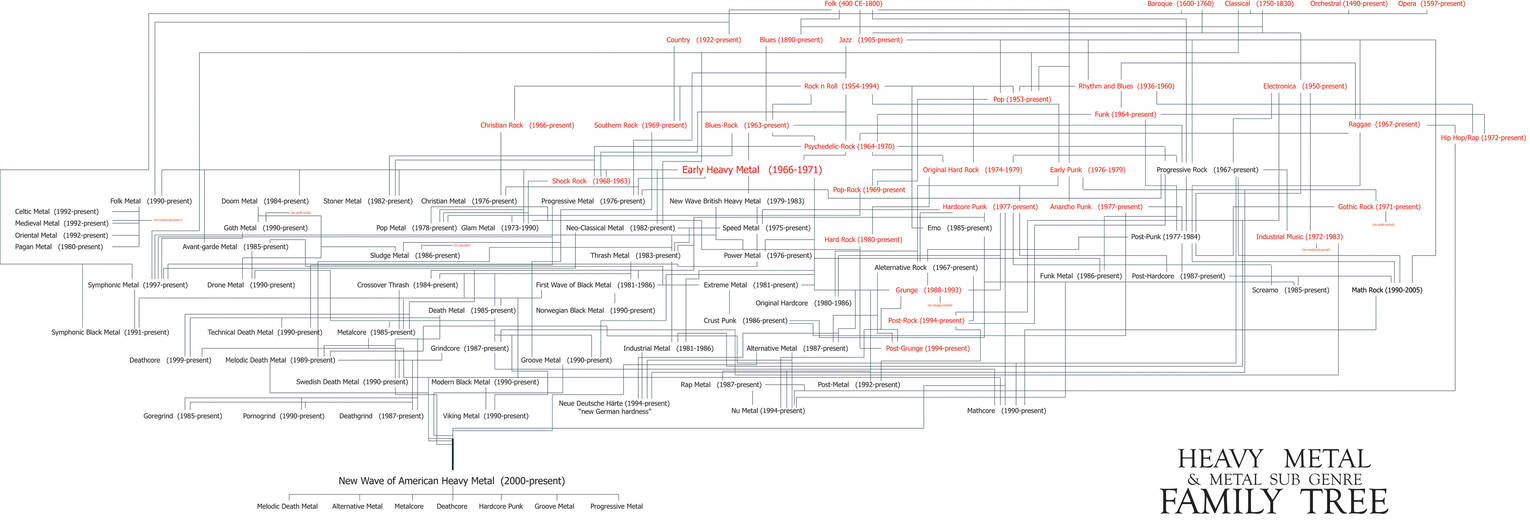 Folk (400 CE-1800)
Baroque (1600-1760)
Classical (1750-1830)
Orchestral (1490-present)
Opera (1597-present)
Country (1922-present)
Blues (1890-present)
Jazz (1905-present)
Rock n Roll (1954-1994)
Pop (1953-present)
Rhythm and Blues (1936-1960)
Electronica (1950-present)
Funk (1964-present)
Christian Rock (1966-present)
Southern Rock (1969-present)
Blues-Rock (1963-present)
Raggae (1967-present)
Hip Hop/Rap (1972-present)
Psychedelic-Rock (1964-1970)
Early Heavy Metal (1966-1971)
Original Hard Rock (1974-1979)
Early Punk (1976-1979)
Progressive Rock (1967-present)
Shock Rock (1968-1983)
Pop-Rock (1969-present
Folk Metal (1990-present)
Doom Metal (1984-present)
Stoner Metal (1982-present)
Christian Metal (1976-present)
Progressive Metal (1976-present)
New Wave British Heavy Metal (1979-1983)
Hardcore Punk (1977-present)
Anarcho Punk (1977-present)
Gothic Rock (1971-present)
Celtic Metal (1992-present)
Medieval Metal (1992-present)
Oriental Metal (1992-present)
Pagan Metal (1980-present)
Goth Metal (1990-present)
Pop Metal (1978-present)
Glam Metal (1973-1990)
Neo-Classical Metal (1982-present)
Speed Metal (1975-present)
Emo (1985-present)
Post-Punk (1977-1984)
Industrial Music (1972-1983)
Hard Rock (1980-present)
Avant-garde Metal (1985-present)
Sludge Metal (1986-present)
Thrash Metal (1983-present)
Power Metal (1976-present)
Aleternative Rock (1967-present)
Funk Metal (1986-present)
Post-Hardcore (1987-present)
Symphonic Metal (1997-present)
Drone Metal (1990-present)
Crossover Thrash (1984-present)
First Wave of Black Metal (1981-1986)
Extreme Metal (1981-present)
Grunge (1988-1993)
Screamo (1985-present)
Math Rock (1990-2005)
Original Hardcore (1980-1986)
Death Metal (1985-present)
Norwegian Black Metal (1990-present)
Crust Punk (1986-present)
Post-Rock (1994-present)
Symphonic Black Metal (1991-present)
Technical Death Metal (1990-present)
Metalcore (1985-present)
Grindcore (1987-present)
Industrial Metal (1981-1986)
Alternative Metal (1987-present)
Post-Grunge (1994-present)
Deathcore (1999-present)
Melodic Death Metal (1989-present)
Groove Metal (1990-present)
Swedish Death Metal (1990-present)
Modern Black Metal (1990-present)
Rap Metal (1987-present)
Post-Metal (1992-present)
Neue Deutsche Härte (1994-present)
"new German hardness"
Nu Metal (1994-present)
Mathcore (1990-present)
Goregrind (1985-present)
Pornogrind (1990-present)
Deathgrind (1987-present)
Viking Metal (1990-present)
New Wave of American Heavy Metal (2000-present)
Melodic Death Metal
Alternative Metal
Metalcore
Deathcore
Hardcore Punk
Groove Metal
Progressive Metal
HEAVY METAL
& METAL SUB GENRE
FAMILY TREE